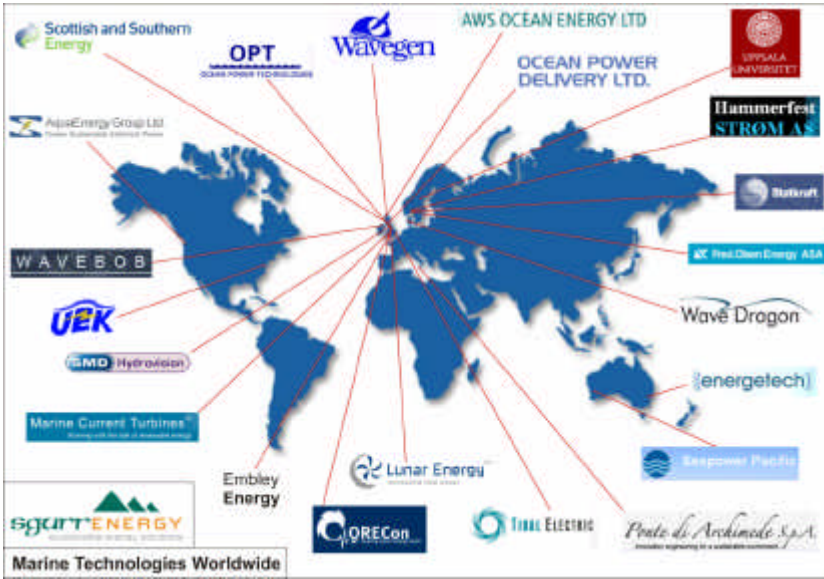 Scottish and Southern
Energy
OPT
OCEAN POWER TECHNOLOGIES
Wavegen
AWS OCEAN ENERGY LTD
OCEAN POWER
DELIVERY LTD.
UPPSALA
UNIVERSITET
Hammerfest
STRØM AS
AquaEnergy Group Ltd
Statkraft
WAVEBOB
Fred.Olsen Energy ASA
UEK
Wave Dragon
SMD Hydrovision
{energetech}
Marine Current Turbines
Seapower Pacific
Embley
Energy
Lunar Energy
ORECon
TIDAL ELECTRIC
Ponte di Archimede S.p.A.
sgurrENERGY
Marine Technologies Worldwide